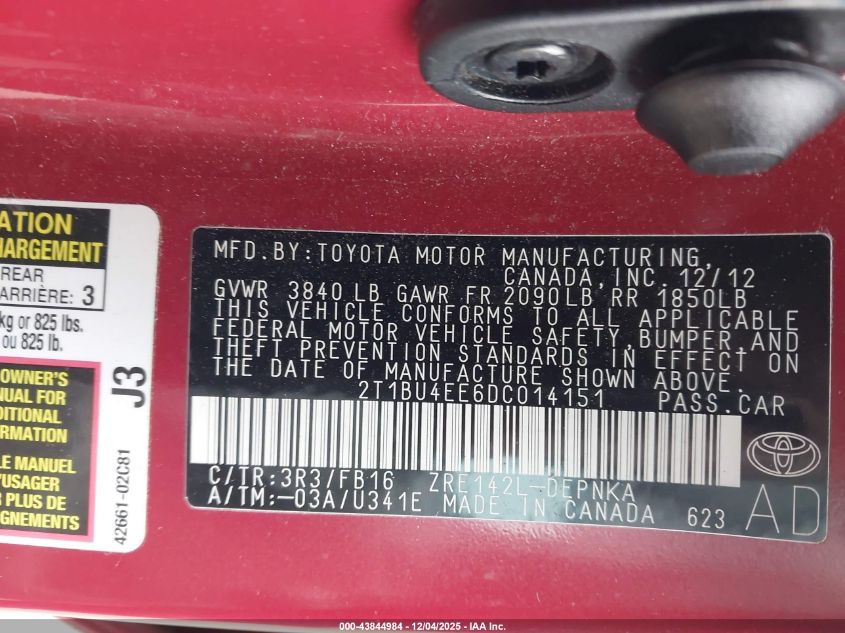 ATION
HARGEMENT
REAR
ARRIÈRE: 3
kg or 825 lbs.
ou 825 lb.
OWNER'S
MANUAL FOR
DITIONAL
ORMATION
LE MANUEL
'USAGER
R PLUS DE
IGNEMENTS
J3
42661-02C81
MFD.BY:TOYOTA MOTOR MANUFACTURING,
CANADA,INC. 12/12
GVWR 3840LB GAWR FR 2090LB RR 1850LB
THIS VEHICLE CONFORMS TO ALL APPLICABLE
FEDERAL MOTOR VEHICLE SAFETY,BUMPER,AND
THEFT PREVENTION STANDARDS IN EFFECT ON
THE DATE OF MANUFACTURE SHOWN ABOVE.
2T1BU4EE6DC014151 PASS.CAR
C/TR:3R3/FB16 ZRE142L-DEPNKA
A/TM:-03A/U341E MADE IN CANADA 623
AD
000-43844984 - 12/04/2025 - IAA Inc.